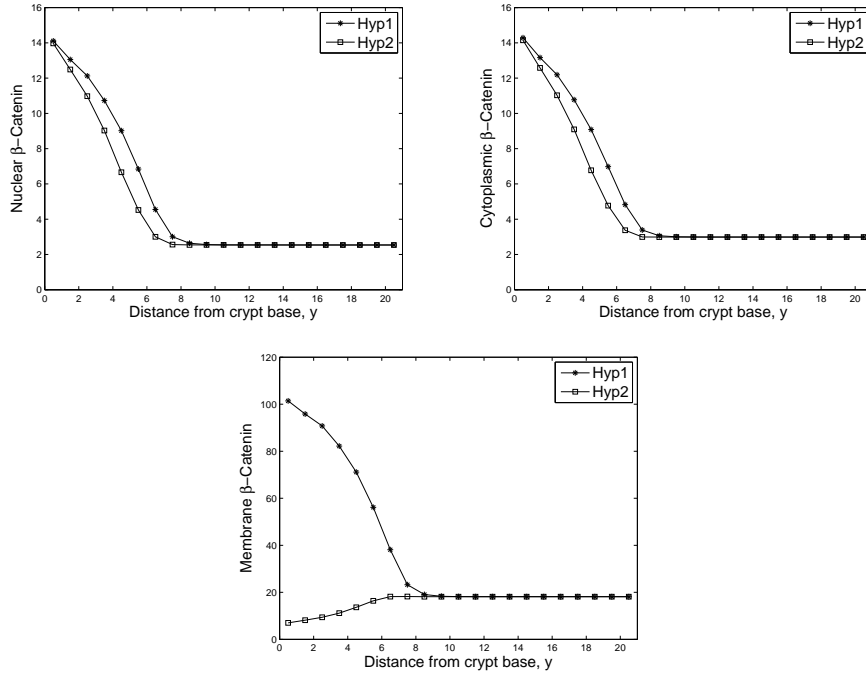 16
14
12
10
8
6
4
2
0
Nuclear β−Catenin
Hyp1
Hyp2
0 2 4 6 8 10 12 14 16 18 20
Distance from crypt base, y
16
14
12
10
8
6
4
2
0
Cytoplasmic β−Catenin
Hyp1
Hyp2
0 2 4 6 8 10 12 14 16 18 20
Distance from crypt base, y
120
100
80
60
40
20
0
Membrane β−Catenin
Hyp1
Hyp2
0 2 4 6 8 10 12 14 16 18 20
Distance from crypt base, y